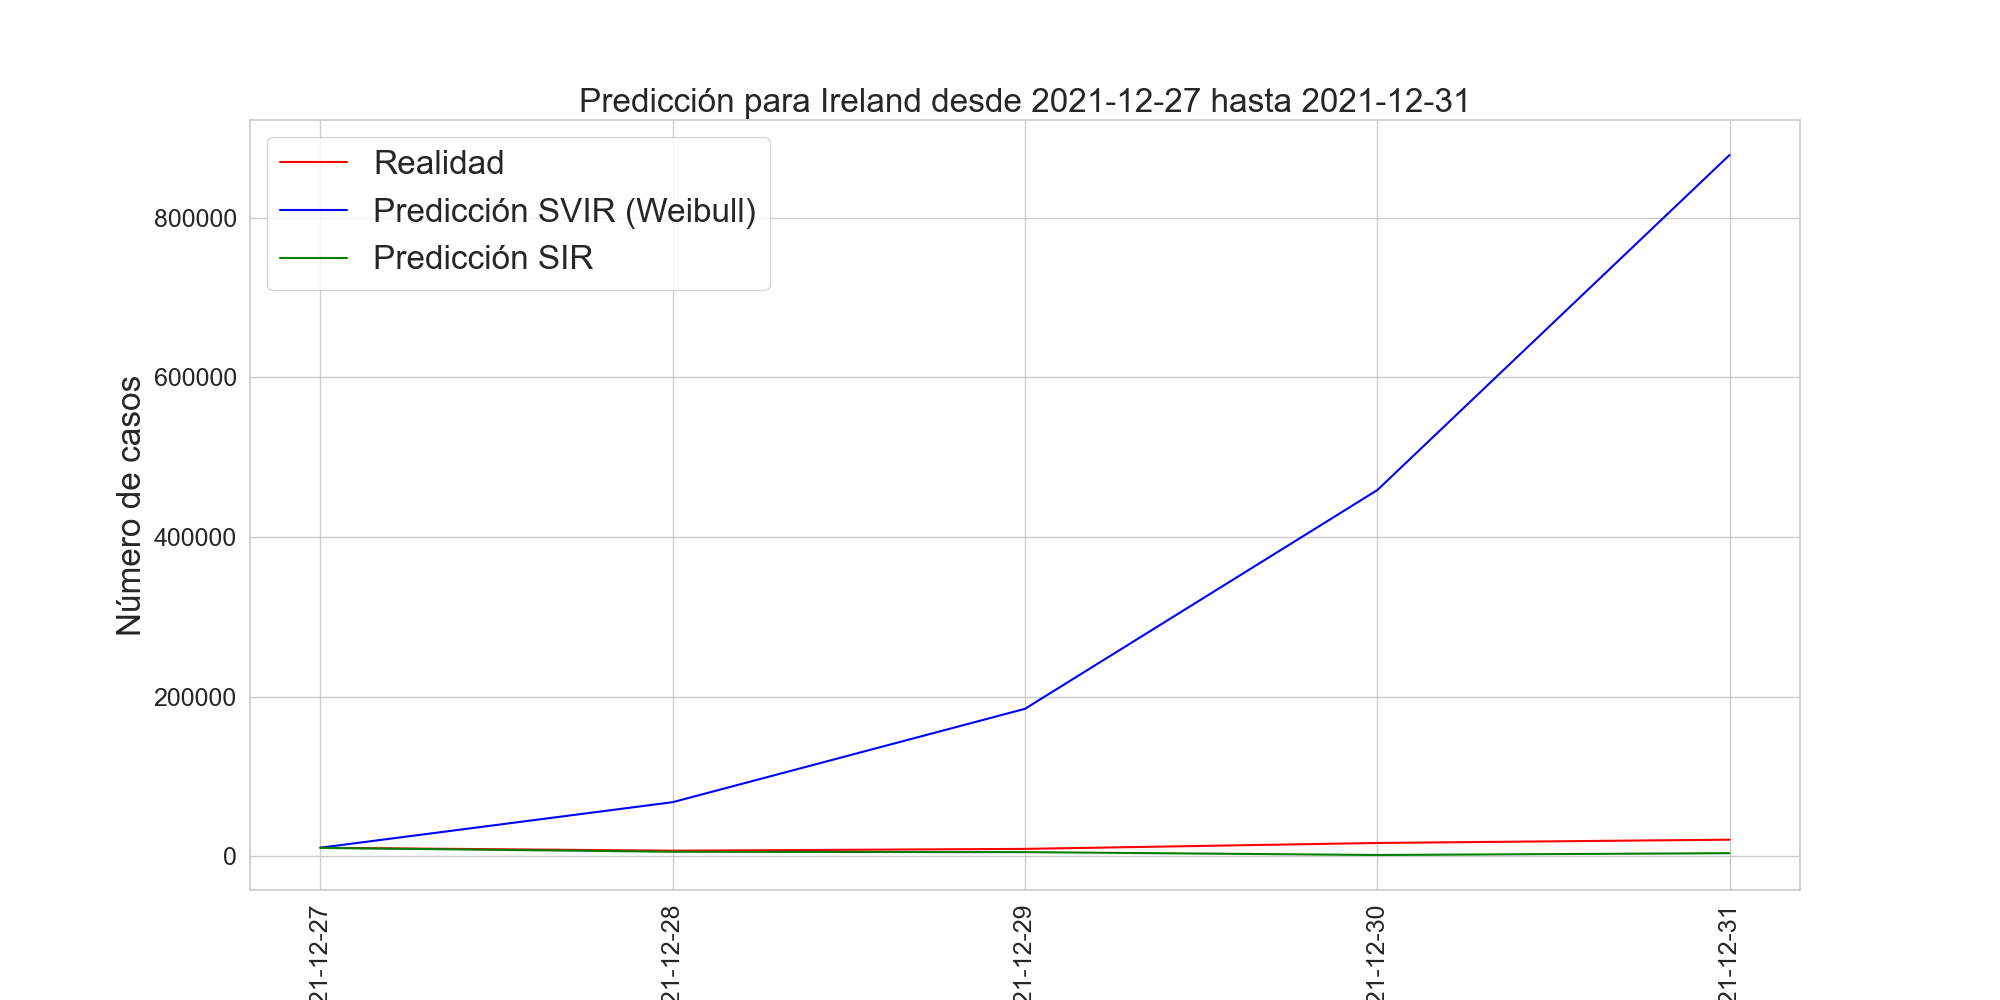 Predicción para Ireland desde 2021-12-27 hasta 2021-12-31
Realidad
Predicción SVIR (Weibull)
Predicción SIR
Número de casos
800000
600000
400000
200000
0
21-12-27
21-12-28
21-12-29
21-12-30
21-12-31